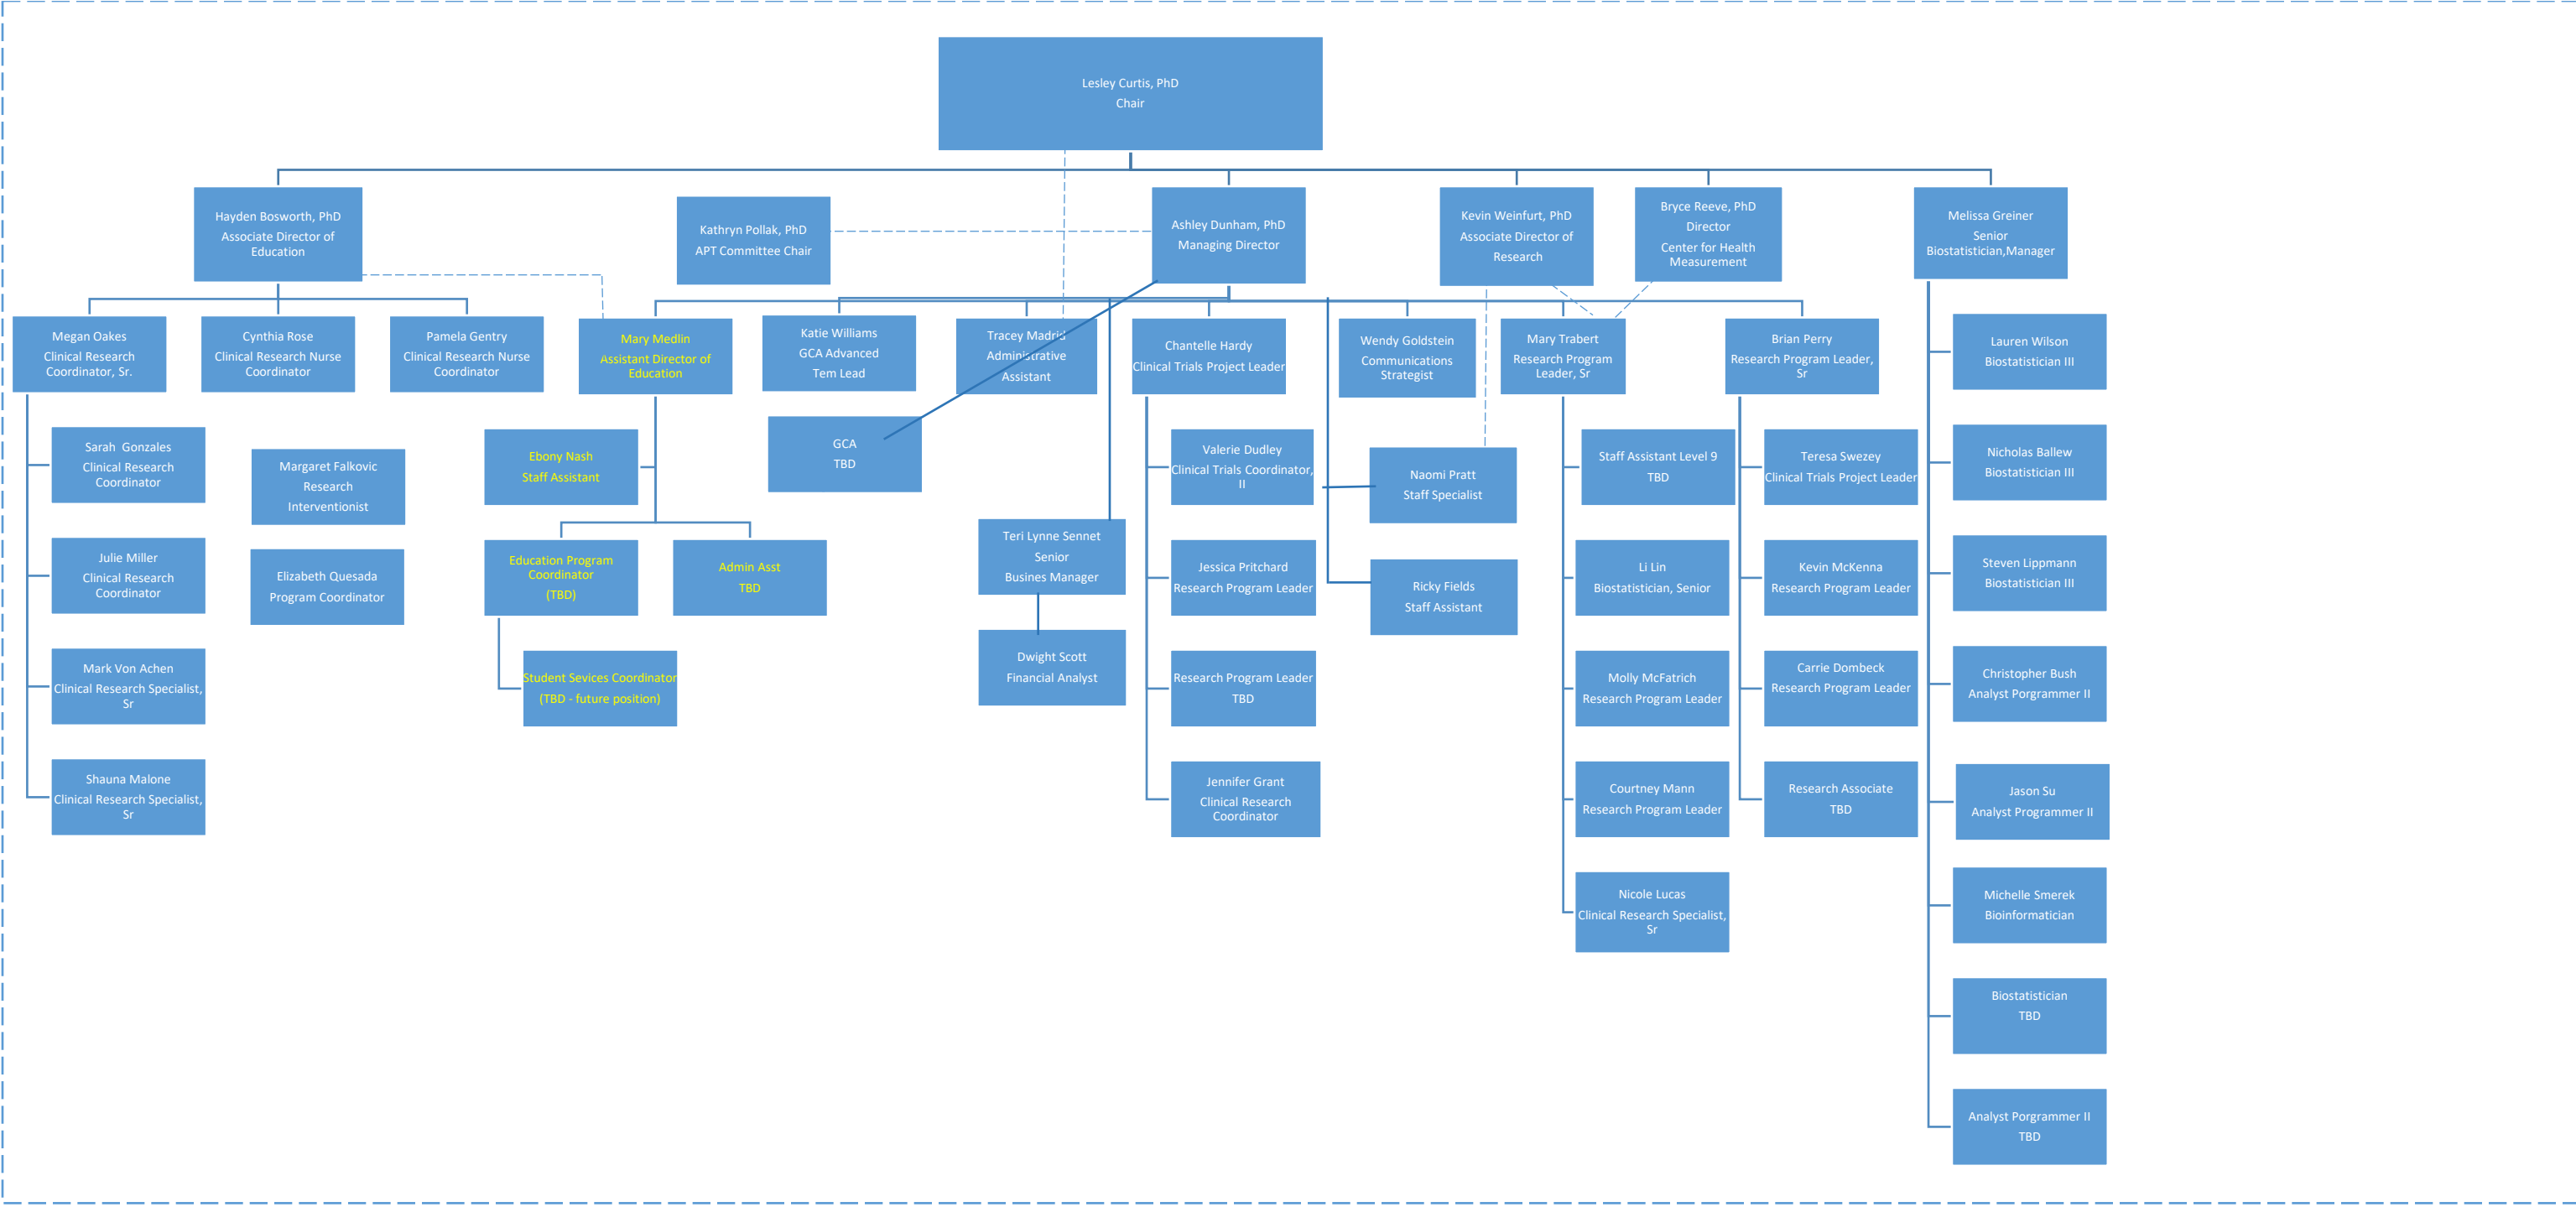 Lesley Curtis, PhD
Chair
Hayden Bosworth, PhD
Associate Director of
Education
Kathryn Pollak, PhD
APT Committee Chair
Ashley Dunham, PhD
Managing Director
Kevin Weinfurt, PhD
Associate Director of
Research
Bryce Reeve, PhD
Director
Center for Health
Measurement
Melissa Greiner
Senior
Biostatistician,Manager
Megan Oakes
Clinical Research
Coordinator, Sr.
Cynthia Rose
Clinical Research Nurse
Coordinator
Pamela Gentry
Clinical Research Nurse
Coordinator
Mary Medlin
Assistant Director of
Education
Katie Williams
GCA Advanced
Tem Lead
Tracey Madrid
Administrative
Assistant
Chantelle Hardy
Clinical Trials Project Leader
Wendy Goldstein
Communications
Strategist
Mary Trabert
Research Program
Leader, Sr
Brian Perry
Research Program Leader,
Sr
Sarah  Gonzales
Clinical Research
Coordinator
Julie Miller
Clinical Research
Coordinator
Mark Von Achen
Clinical Research Specialist,
Sr
Shauna Malone
Clinical Research Specialist,
Sr
Margaret Falkovic
Research
Interventionist
Elizabeth Quesada
Program Coordinator
Ebony Nash
Staff Assistant
Education Program
Coordinator
(TBD)
Admin Asst
TBD
Student Sevices Coordinator
(TBD - future position)
GCA
TBD
Teri Lynne Sennet
Senior
Busines Manager
Dwight Scott
Financial Analyst
Valerie Dudley
Clinical Trials Coordinator,
II
Jessica Pritchard
Research Program Leader
Research Program Leader
TBD
Jennifer Grant
Clinical Research
Coordinator
Naomi Pratt
Staff Specialist
Ricky Fields
Staff Assistant
Staff Assistant Level 9
TBD
Li Lin
Biostatistician, Senior
Molly McFatrich
Research Program Leader
Courtney Mann
Research Program Leader
Nicole Lucas
Clinical Research Specialist,
Sr
Teresa Swezey
Clinical Trials Project Leader
Kevin McKenna
Research Program Leader
Carrie Dombeck
Research Program Leader
Research Associate
TBD
Lauren Wilson
Biostatistician III
Nicholas Ballew
Biostatistician III
Steven Lippmann
Biostatistician III
Christopher Bush
Analyst Porgrammer II
Jason Su
Analyst Programmer II
Michelle Smerek
Bioinformatician
Biostatistician
TBD
Analyst Porgrammer II
TBD